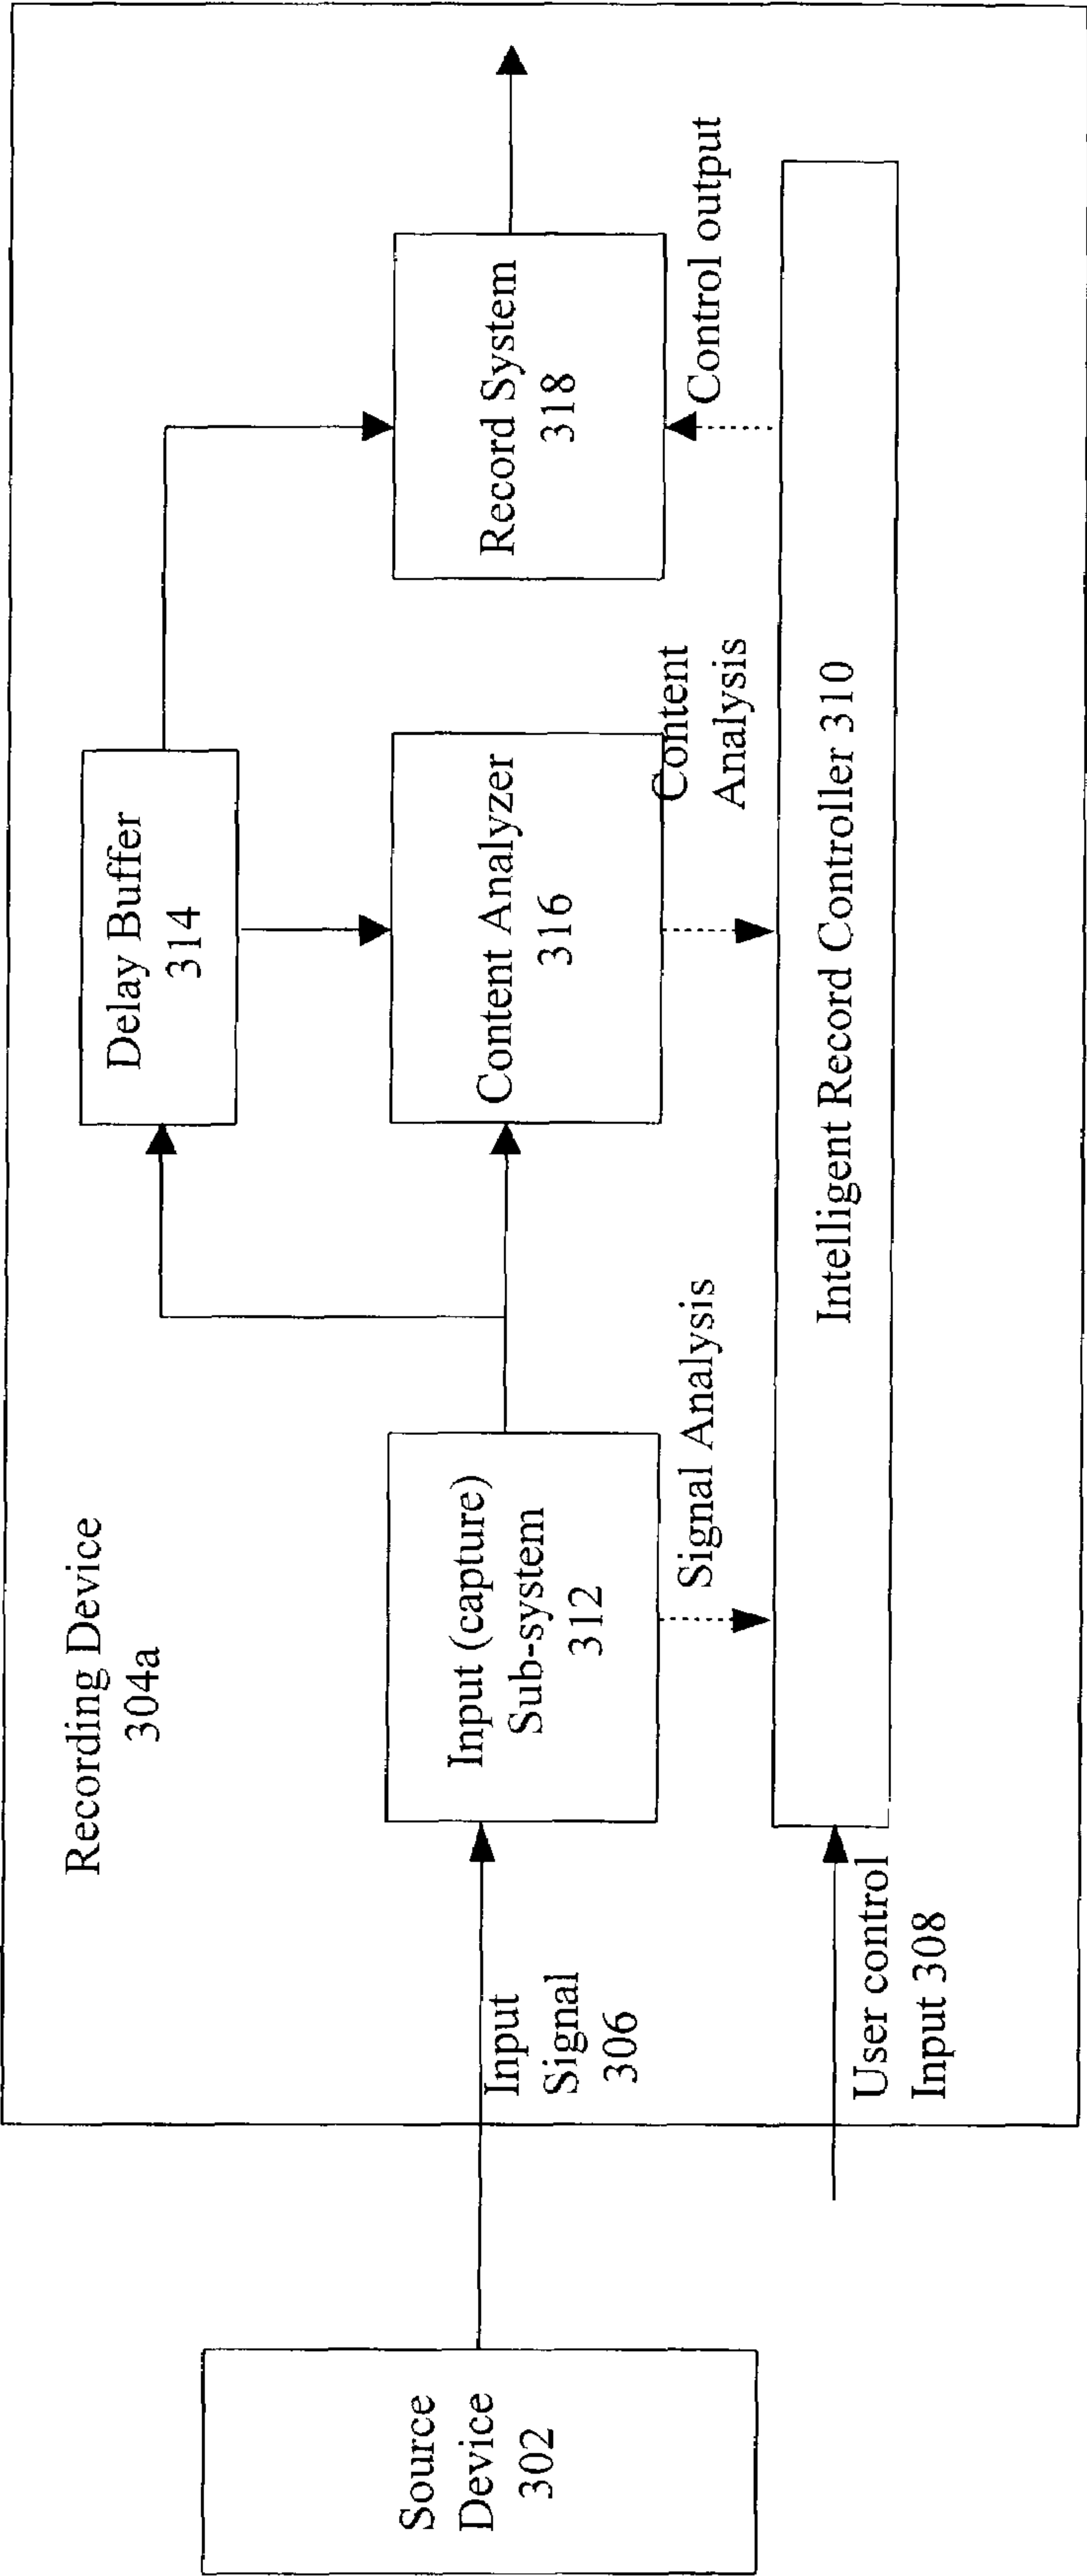 Recording Device
304a
Source
Device
302
Input
Signal
306
Input (capture)
Sub-system
312
Delay Buffer
314
Content Analyzer
316
Record System
318
Signal Analysis
Content
Analysis
Control output
User control
Input 308
Intelligent Record Controller 310